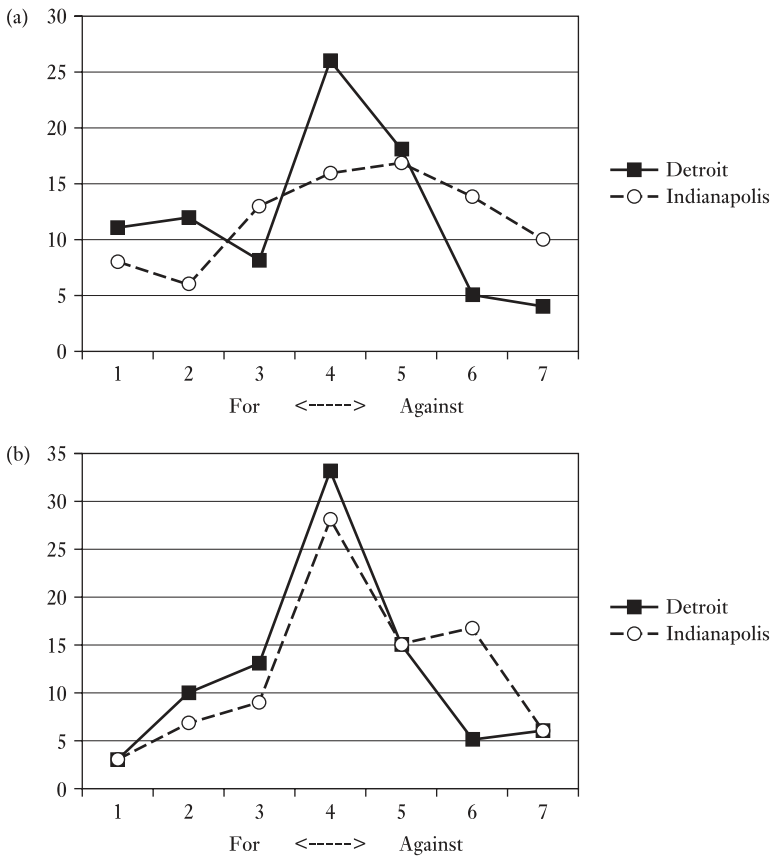 (a)
30
25
20
15
10
5
0
1 2 3 4 5 6 7
For <-----> Against
Detroit
Indianapolis
(b)
35
30
25
20
15
10
5
0
1 2 3 4 5 6 7
For <-----> Against
Detroit
Indianapolis